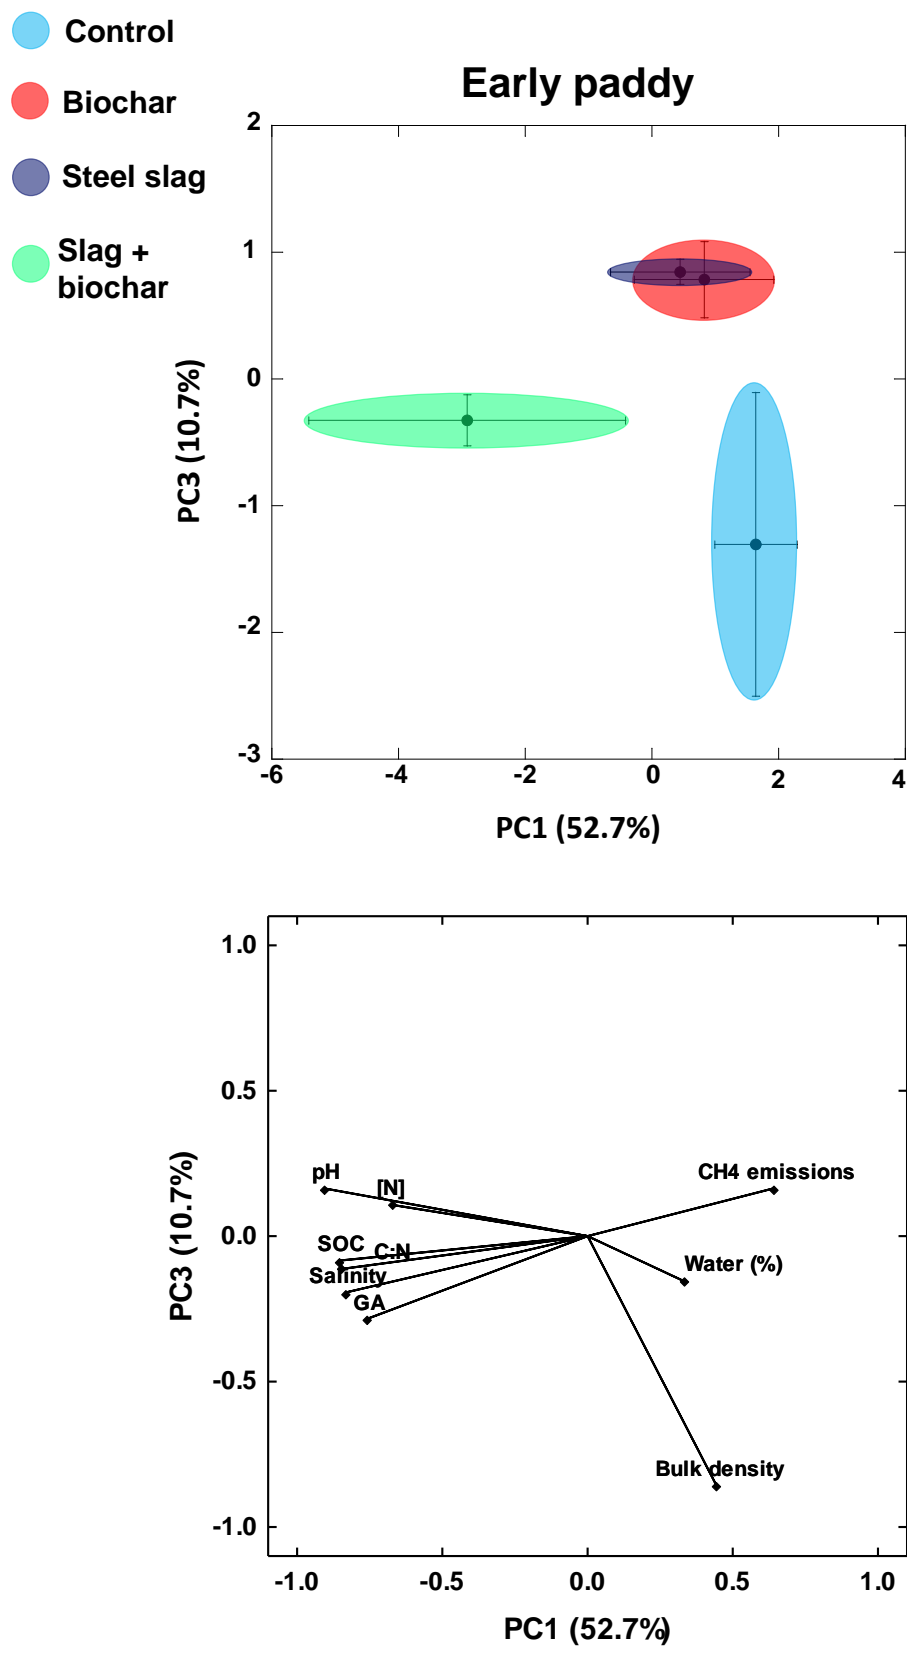 Control
Biochar
Steel slag
Slag +
biochar
Early paddy
2
1
0
-1
-2
-3
PC3 (10.7%)
-6
-4
-2
0
2
4
PC1 (52.7%)
1.0
0.5
0.0
-0.5
-1.0
PC3 (10.7%)
pH
[N]
CH4 emissions
SOC
C:N
Water (%)
Salinity
GA
Bulk density
-1.0
-0.5
0.0
0.5
1.0
PC1 (52.7%)